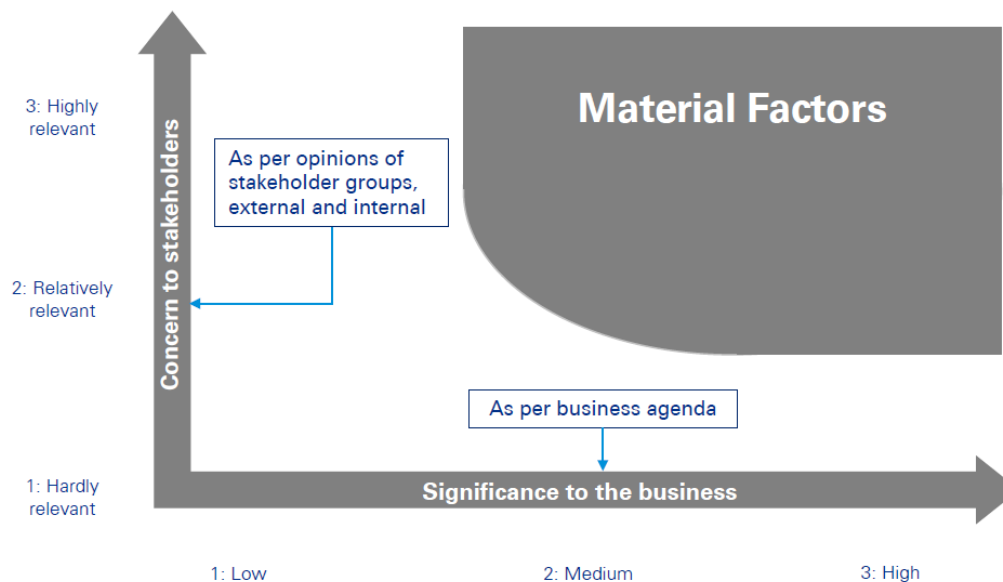 3: Highly
relevant
Material Factors
As per opinions of
stakeholder groups,
external and internal
Concern to stakeholders
2: Relatively
relevant
As per business agenda
1: Hardly
relevant
Significance to the business
1: Low
2: Medium
3: High